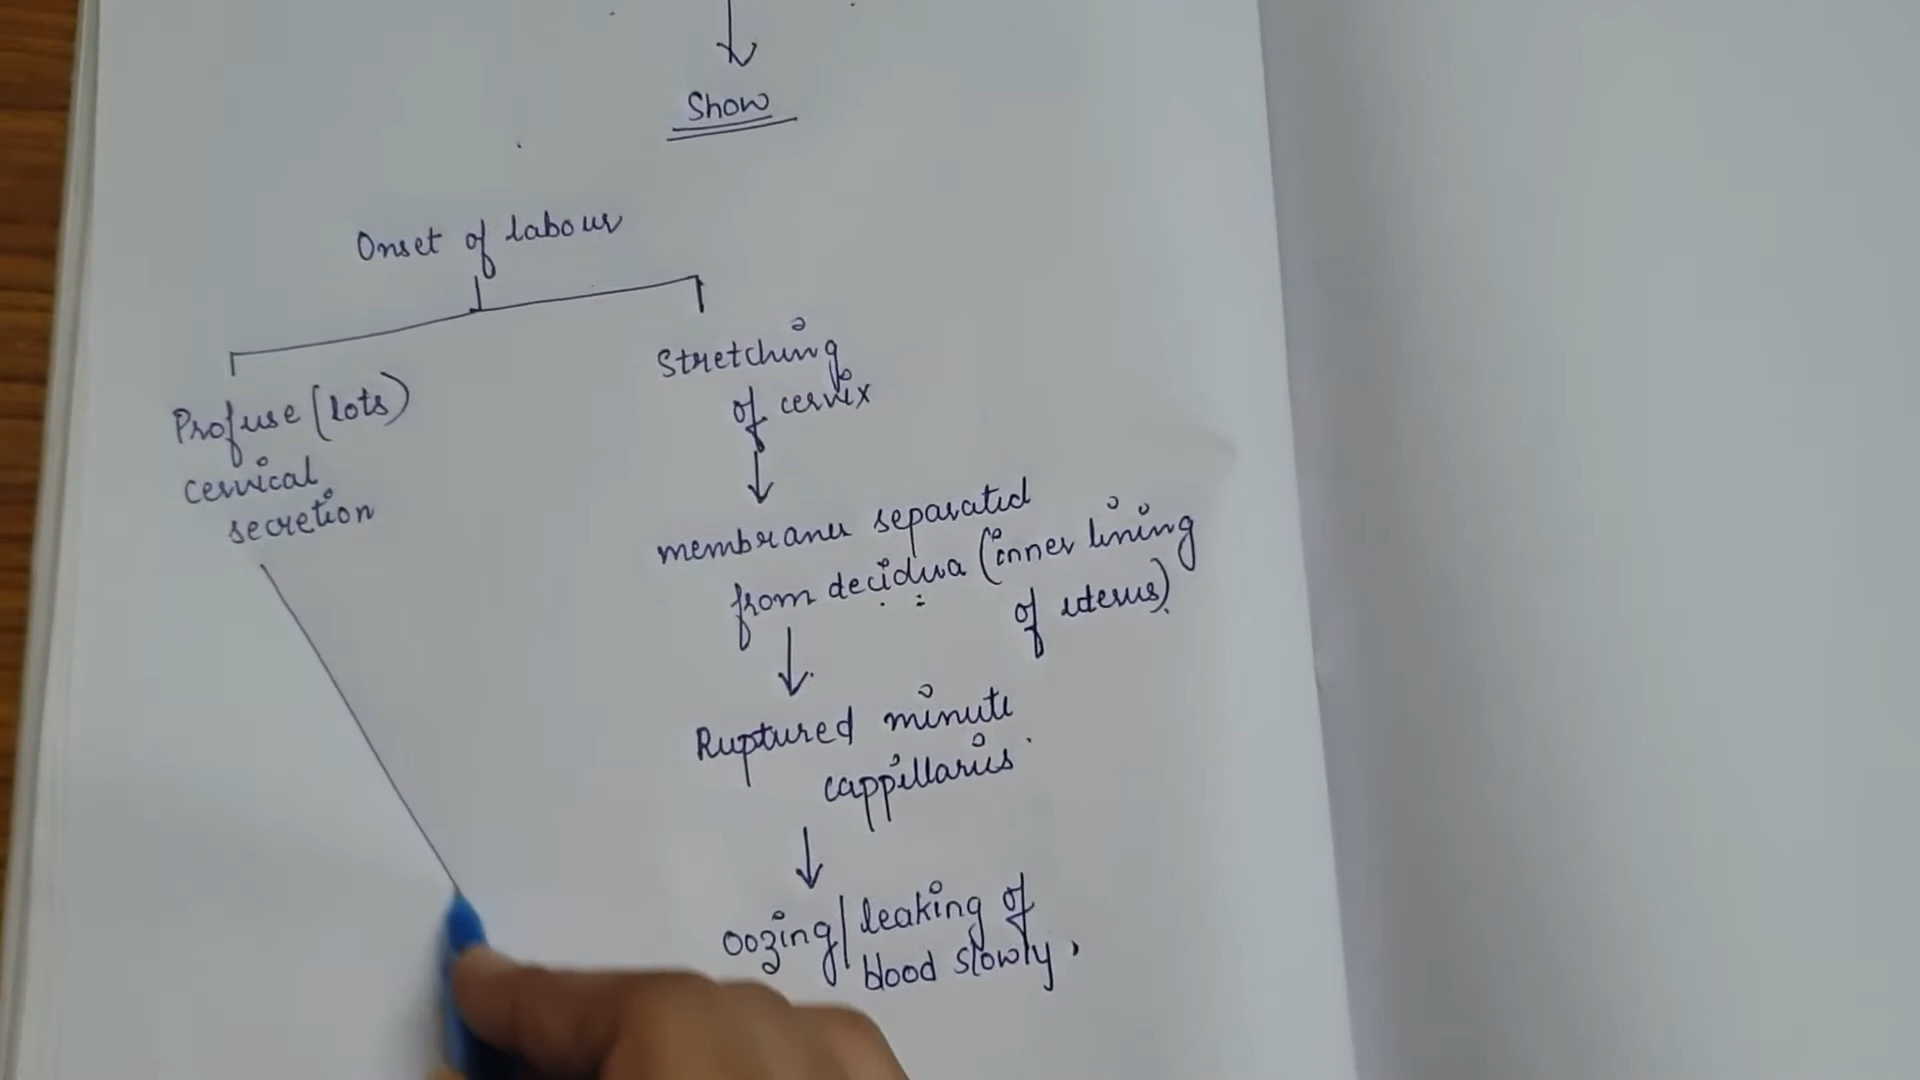 Show
Onset of labour
Profuse (lots)
cervical
secretion
Stretching
of cervix
membranes separated
from decidua (inner lining
of uterus)
Ruptured minute
cappillaries
oozing/leaking of
blood slowly,